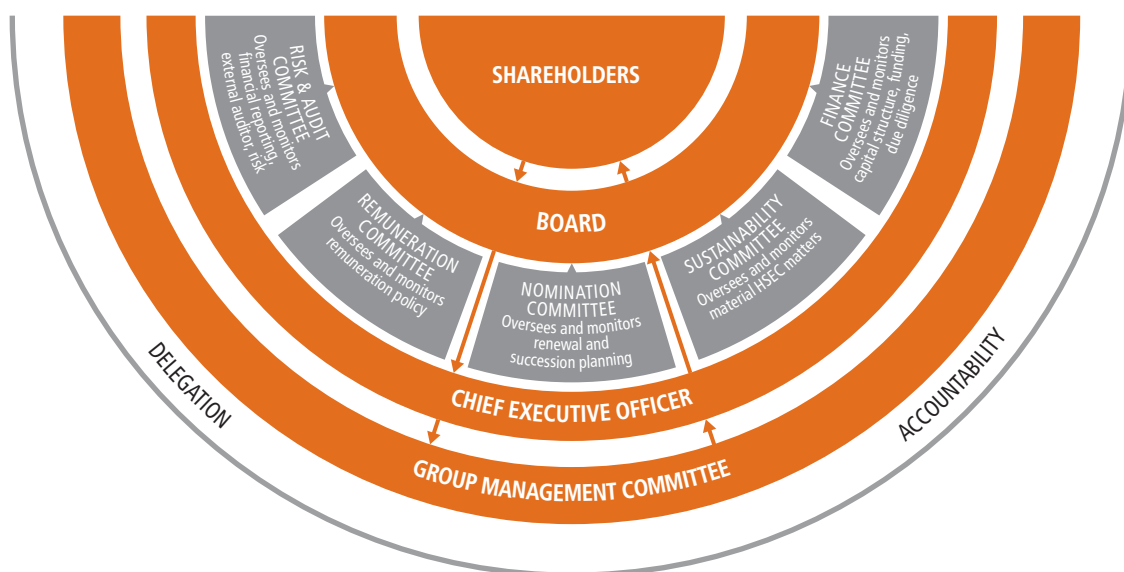 SHAREHOLDERS
BOARD
RISK & AUDIT
COMMITTEE
Oversees and monitors
financial reporting,
external auditor, risk
REMUNERATION
COMMITTEE
Oversees and monitors
remuneration policy
NOMINATION
COMMITTEE
Oversees and monitors
renewal and
succession planning
SUSTAINABILITY
COMMITTEE
Oversees and monitors
material HSEC matters
FINANCE
COMMITTEE
Oversees and monitors
capital structure, funding,
due diligence
CHIEF EXECUTIVE OFFICER
GROUP MANAGEMENT COMMITTEE
DELEGATION
ACCOUNTABILITY